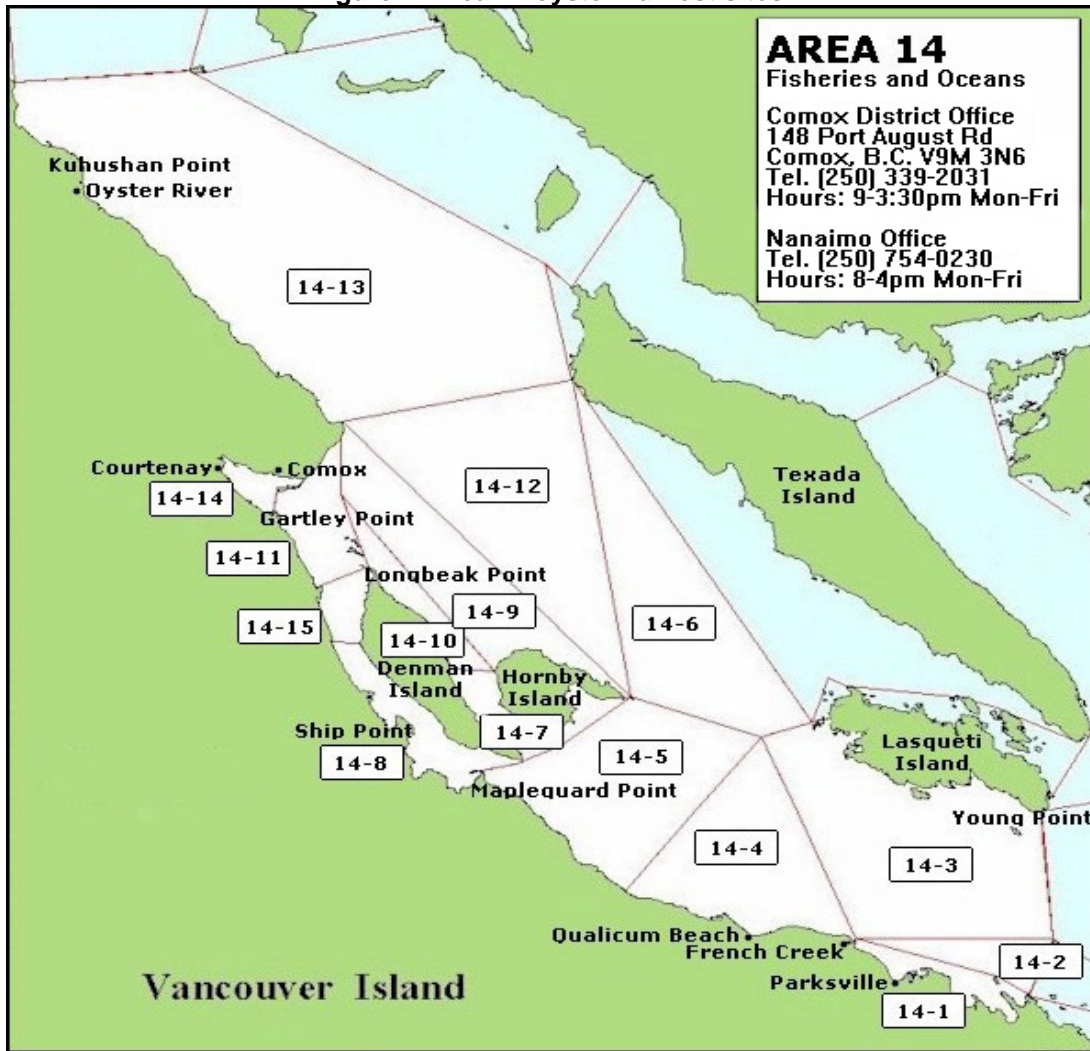 AREA 14
Fisheries and Oceans
Comox District Office
148 Port August Rd
Comox, B.C. V9M 3N6
Tel. (250) 339-2031
Hours: 9-3:30pm Mon-Fri
Nanaimo Office
Tel. (250) 754-0230
Hours: 8-4pm Mon-Fri
Kuhushan Point
Oyster River
14-13
Courtenay
Comox
14-12
Texada
Island
14-14
Gartley Point
14-11
Longbeak Point
14-9
14-15
14-10
14-6
Denman
Island
Hornby
Island
Ship Point
14-7
14-8
14-5
Lasqueti
Island
Mapleguard Point
Young Point
14-4
14-3
Qualicum Beach
French Creek
14-2
Parksville
14-1
Vancouver Island